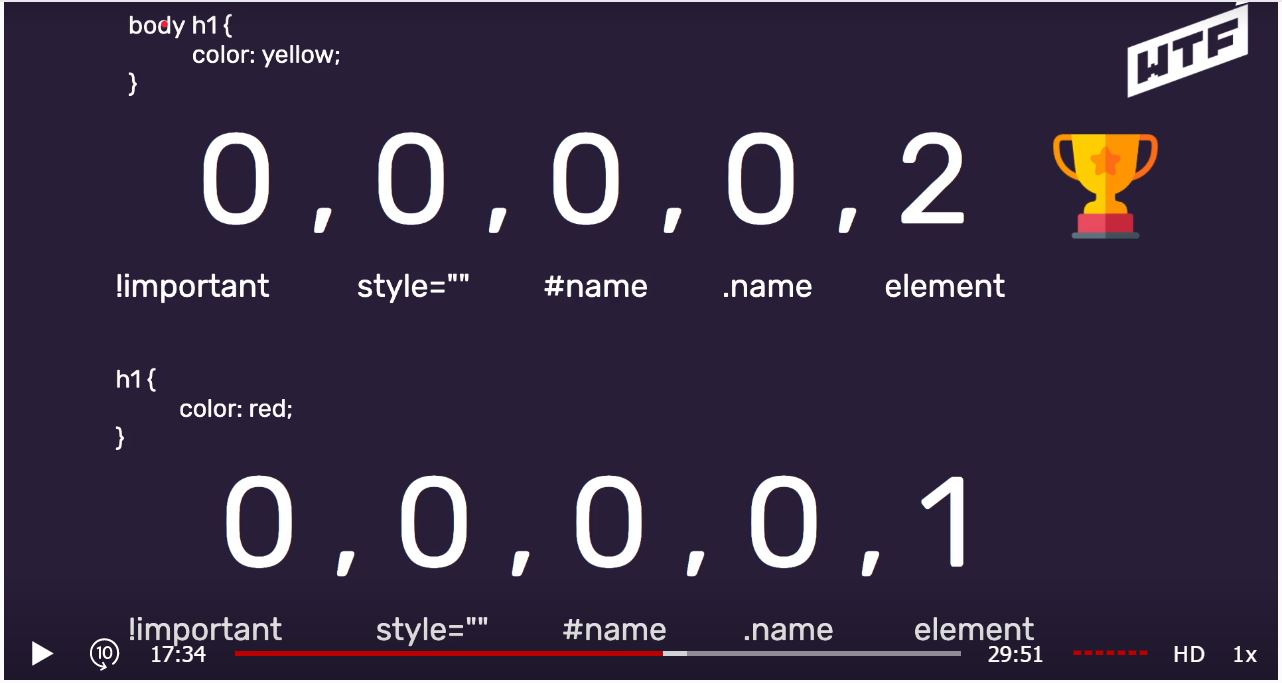 body h1 {
color: yellow;
}
WTF
0 , 0 , 0 , 0 , 2
!important style="" #name .name element
h1 {
color: red;
}
0 , 0 , 0 , 0 , 1
!important style="" #name .name element
10 17:34 29:51 HD 1x